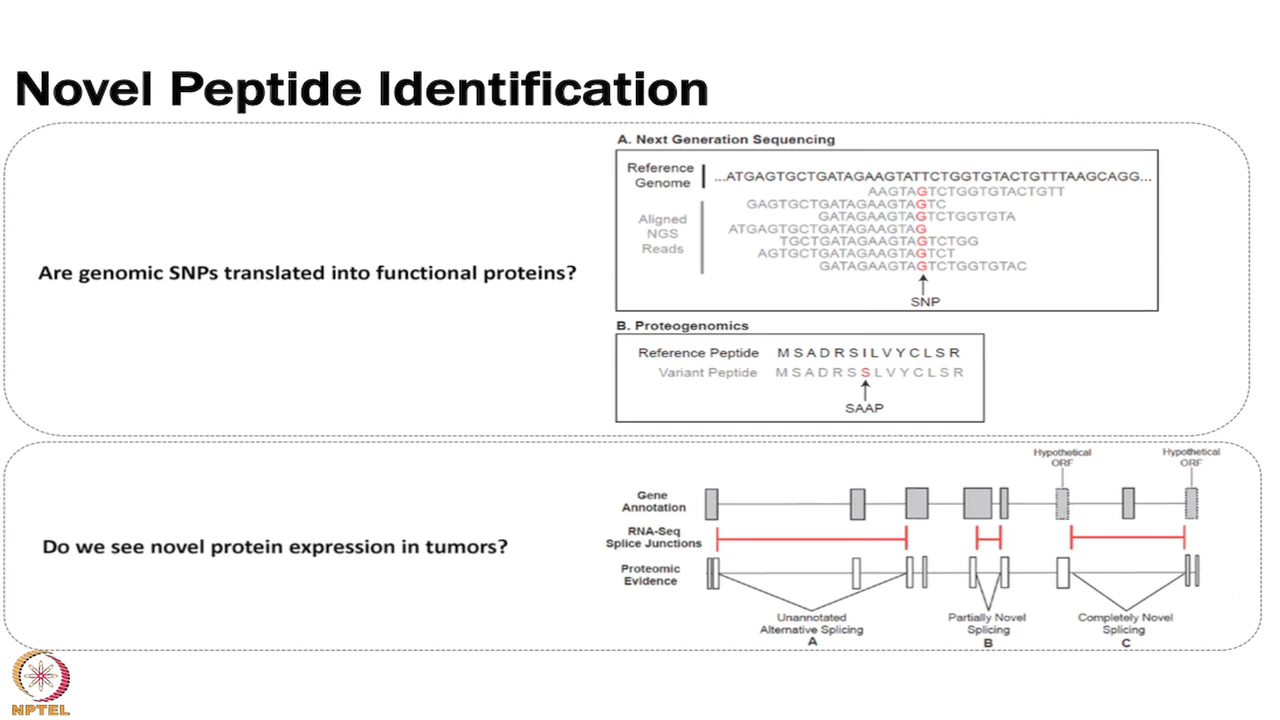 Novel Peptide Identification
A. Next Generation Sequencing
Reference
Genome
...ATGAGTGCTGATAGAAGTATTCTGGTGTACTGTTTAAGCAGG...
Aligned
NGS
Reads
AAGTAGTCTGGTGTACTGTT
GAGTGCTGATAGAAGTAGTC
GATAGAAGTAGTCTGGTGTA
ATGAGTGCTGATAGAAGTAG
TGCTGATAGAAGTAGTCTGG
AGTGCTGATAGAAGTAGTCT
GATAGAAGTAGTCTGGTGTAC
SNP
Are genomic SNPs translated into functional proteins?
B. Proteogenomics
Reference Peptide M S A D R S I L V Y C L S R
Variant Peptide M S A D R S S L V Y C L S R
SAAP
Do we see novel protein expression in tumors?
Hypothetical
ORF
Hypothetical
ORF
Gene
Annotation
RNA-Seq
Splice Junctions
Proteomic
Evidence
Unannotated
Alternative Splicing
A
Partially Novel
Splicing
B
Completely Novel
Splicing
C
NPTEL